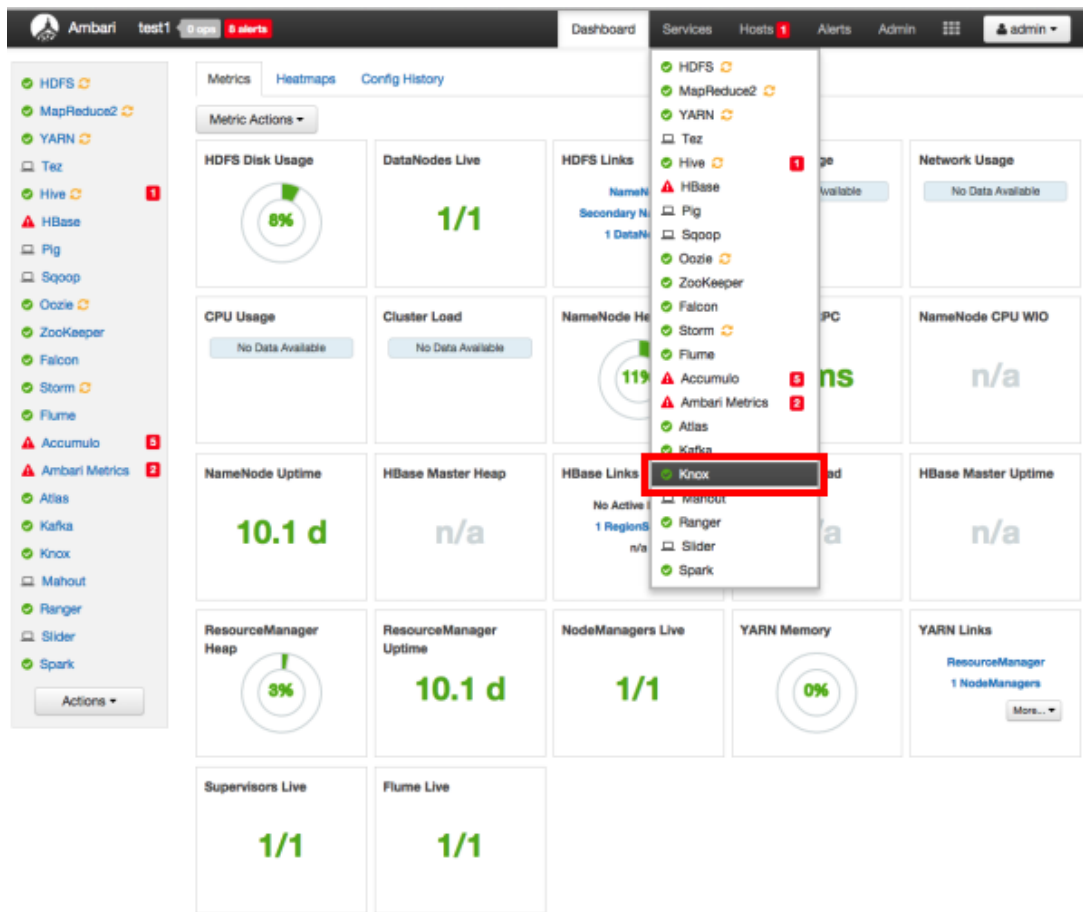 Ambari test1 0 ops 8 alerts Dashboard Services Hosts 1 Alerts Admin admin
HDFS
MapReduce2
YARN
Tez
Hive 1
HBase
Pig
Sqoop
Oozie
ZooKeeper
Falcon
Storm
Flume
Accumulo 5
Ambari Metrics 2
Atlas
Kafka
Knox
Mahout
Ranger
Slider
Spark
Actions
Metrics Heatmaps Config History
Metric Actions
HDFS Disk Usage
8%
DataNodes Live
1/1
HDFS Links
Secondary
1
Network Usage
No Data Available
CPU Usage
No Data Available
Cluster Load
No Data Available
NameNode
11%
ms
NameNode CPU WIO
n/a
NameNode Uptime
10.1 d
HBase Master Heap
n/a
HBase Links
No Active
1
n/a
HBase Master Uptime
n/a
ResourceManager
Heap
3%
ResourceManager
Uptime
10.1 d
NodeManagers Live
1/1
YARN Memory
0%
YARN Links
ResourceManager
1 NodeManagers
More...
Supervisors Live
1/1
Flume Live
1/1
HDFS
MapReduce2
YARN
Tez
Hive 1
HBase
Pig
Sqoop
Oozie
ZooKeeper
Falcon
Storm
Flume
Accumulo 5
Ambari Metrics 2
Atlas
Kafka
Knox
Mahout
Ranger
Slider
Spark